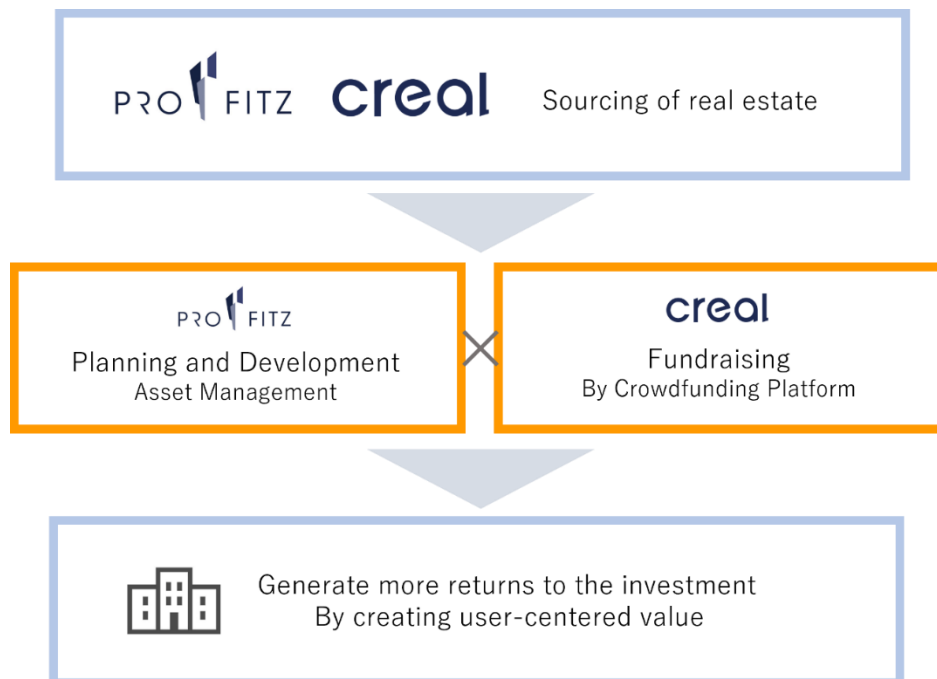 PRO FITZ creal Sourcing of real estate
PRO FITZ
Planning and Development
Asset Management
×
creal
Fundraising
By Crowdfunding Platform
Generate more returns to the investment
By creating user-centered value